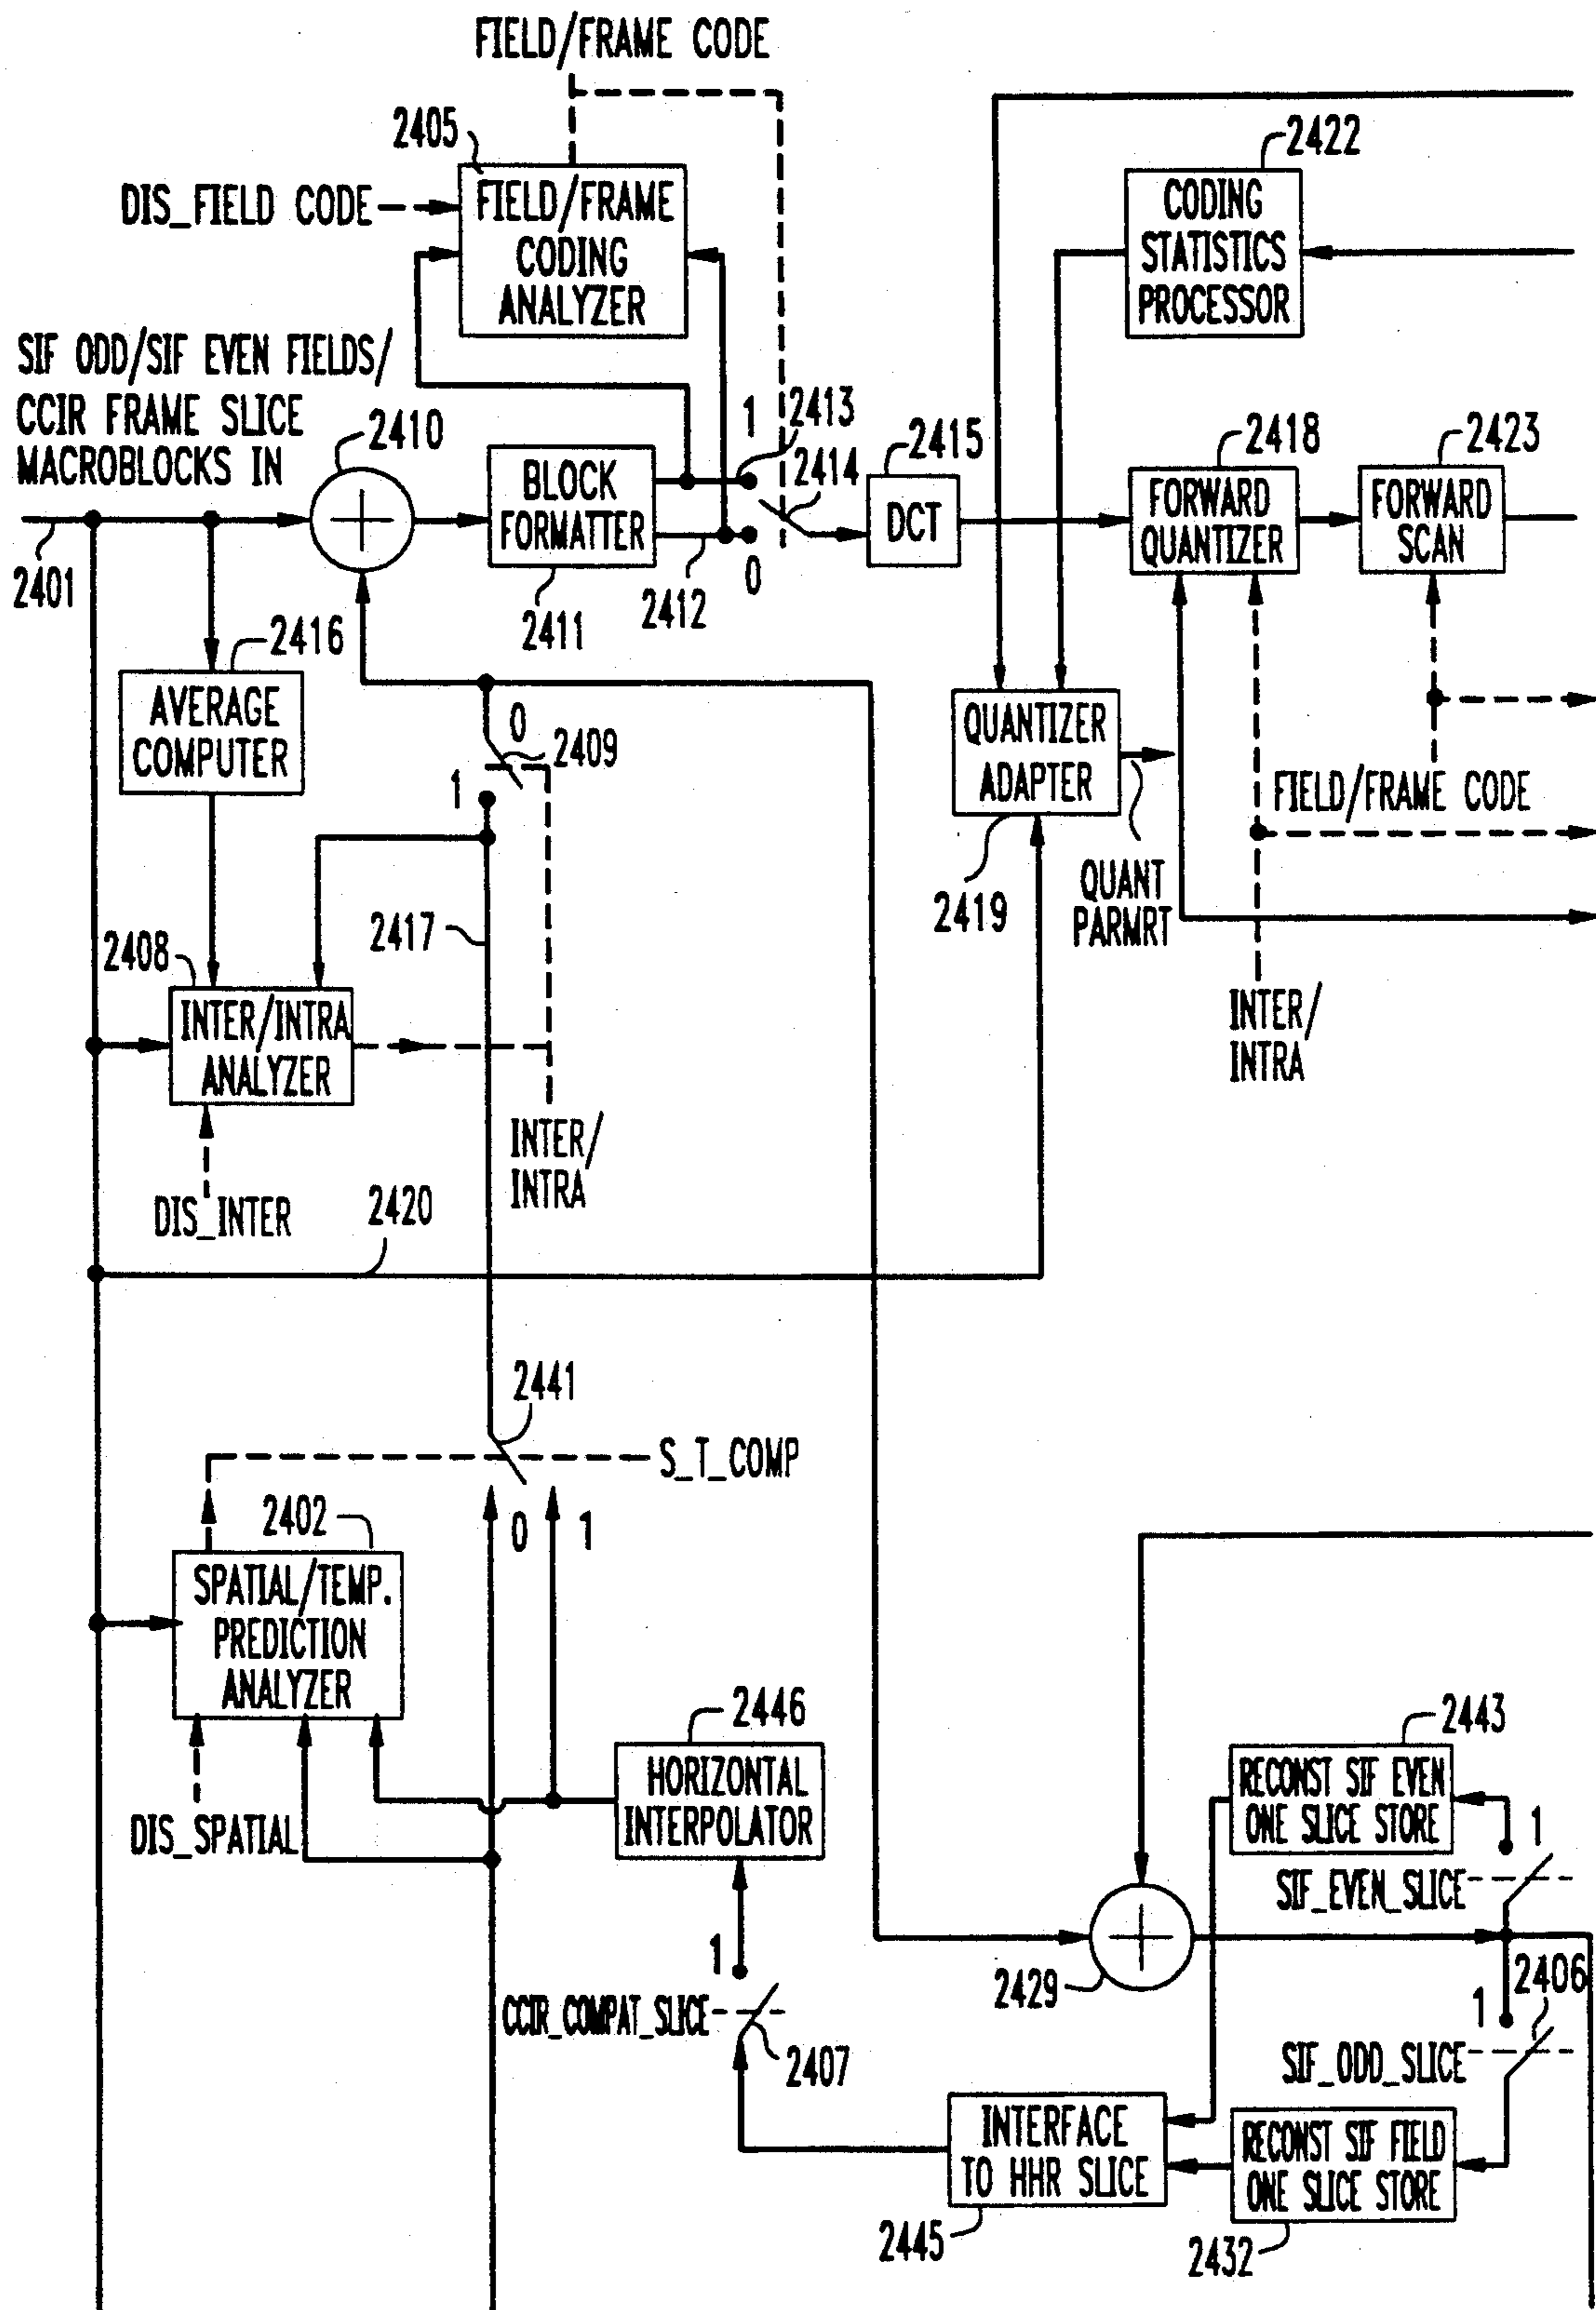 FIELD/FRAME CODE
2405
2422
DIS_FIELD CODE
FIELD/FRAME
CODING
ANALYZER
CODING
STATISTICS
PROCESSOR
SIF ODD/SIF EVEN FIELDS/
CCIR FRAME SLICE
MACROBLOCKS IN
2410
1
2413
2414
2415
2418
2423
BLOCK
FORMATTER
DCT
FORWARD
QUANTIZER
FORWARD
SCAN
2401
2411
2412
0
2416
AVERAGE
COMPUTER
0
2409
1
QUANTIZER
ADAPTER
FIELD/FRAME CODE
2419
QUANT
PARMRT
2417
2408
INTER/INTRA
ANALYZER
INTER/
INTRA
INTER/
INTRA
DIS_INTER
2420
2441
S_T_COMP
2402
0
1
SPATIAL/TEMP.
PREDICTION
ANALYZER
2446
2443
HORIZONTAL
INTERPOLATOR
RECONST SIF EVEN
ONE SLICE STORE
DIS_SPATIAL
1
SIF_EVEN_SLICE
1
2429
2406
CCIR_COMPAT_SLICE
1
2407
SIF_ODD_SLICE
INTERFACE
TO HHR SLICE
RECONST SIF FIELD
ONE SLICE STORE
2445
2432